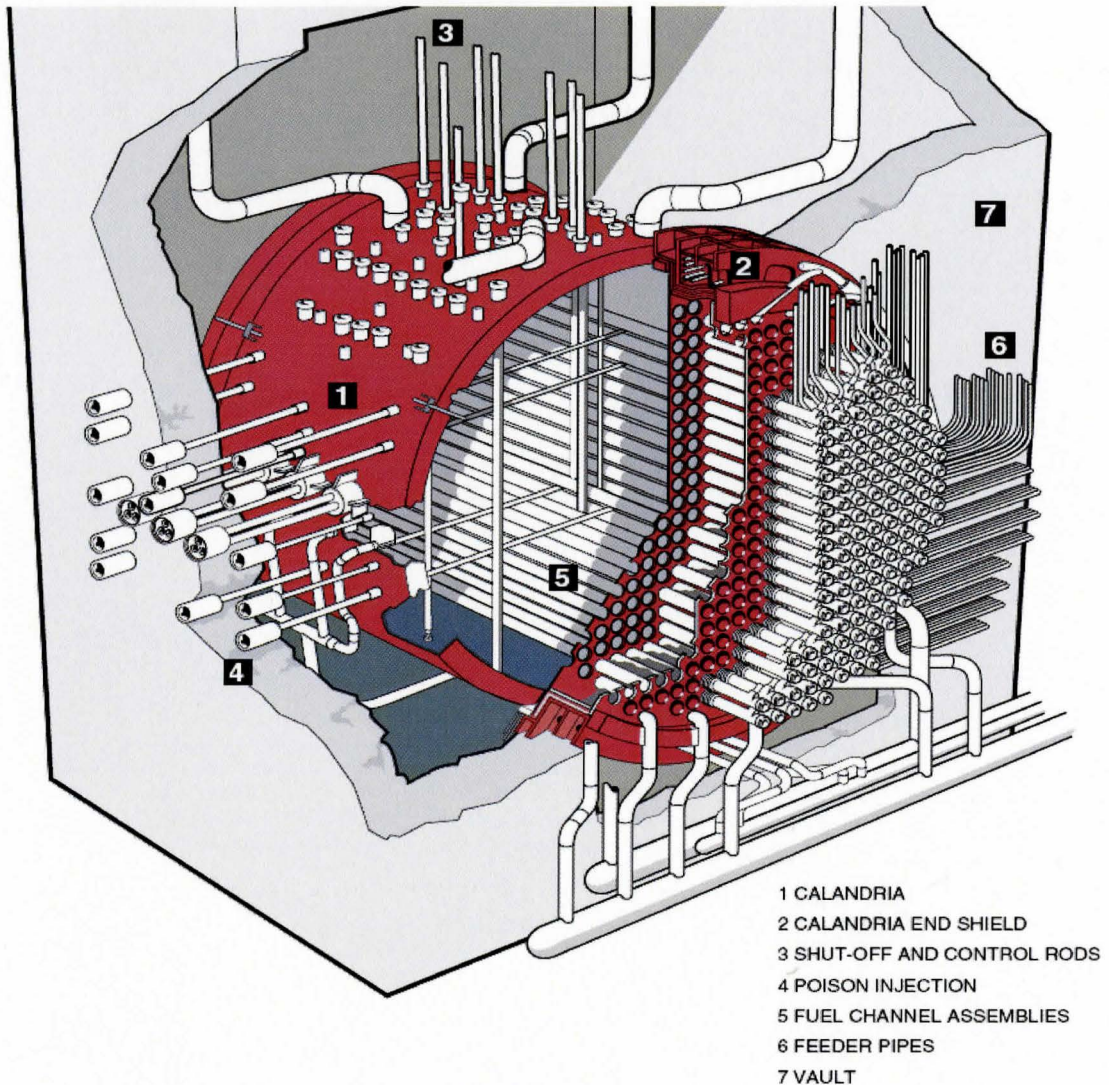 3
2
7
6
1
5
4
1 CALANDRIA
2 CALANDRIA END SHIELD
3 SHUT-OFF AND CONTROL RODS
4 POISON INJECTION
5 FUEL CHANNEL ASSEMBLIES
6 FEEDER PIPES
7 VAULT